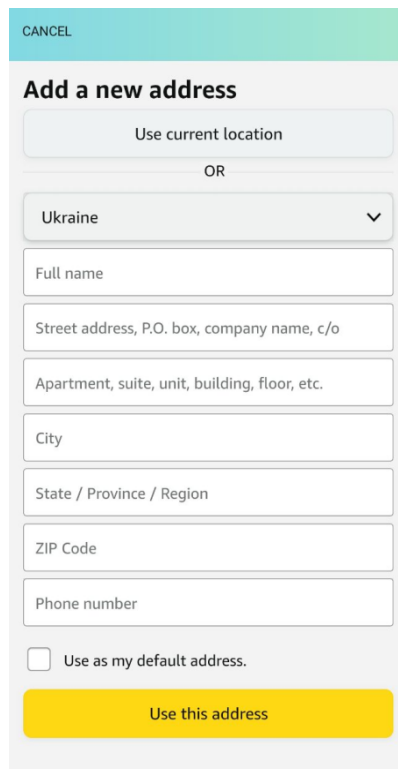 CANCEL
Add a new address
Use current location
OR
Ukraine
Full name
Street address, P.O. box, company name, c/o
Apartment, suite, unit, building, floor, etc.
City
State / Province / Region
ZIP Code
Phone number
Use as my default address.
Use this address